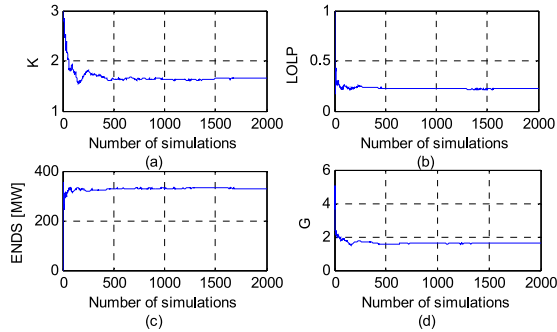 3
2
1
K
0 500 1000 1500 2000
Number of simulations
(a)
1
0.5
0
LOLP
0 500 1000 1500 2000
Number of simulations
(b)
400
200
0
ENDS [MW]
0 500 1000 1500 2000
Number of simulations
(c)
6
4
2
0
G
0 500 1000 1500 2000
Number of simulations
(d)